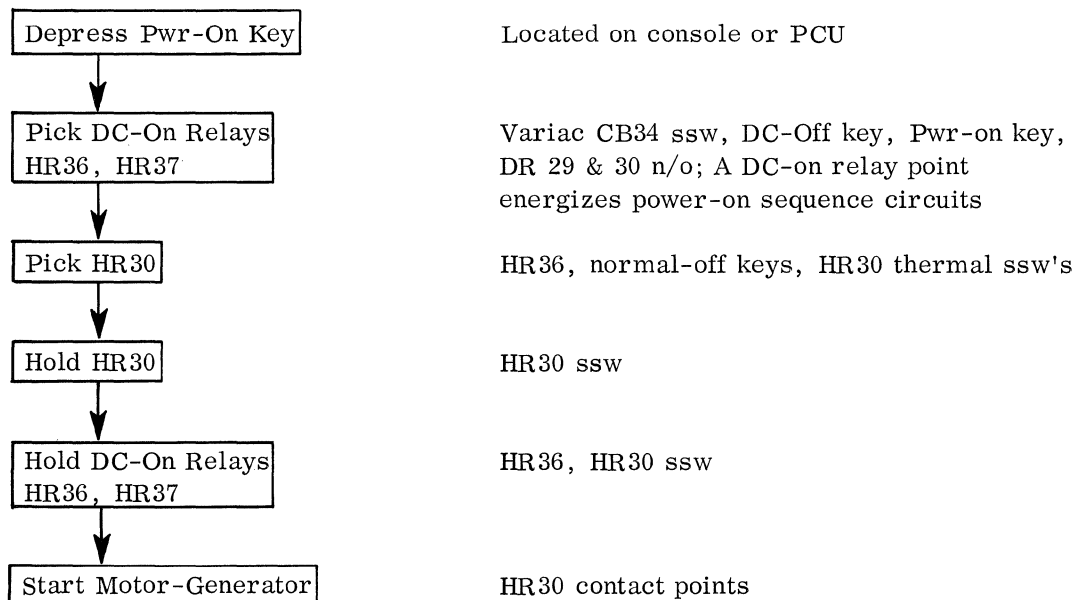 Depress Pwr-On Key
Located on console or PCU
Pick DC-On Relays
HR36, HR37
Variac CB34 ssw, DC-Off key, Pwr-on key,
DR 29 & 30 n/o; A DC-on relay point
energizes power-on sequence circuits
Pick HR30
HR36, normal-off keys, HR30 thermal ssw's
Hold HR30
HR30 ssw
Hold DC-On Relays
HR36, HR37
HR36, HR30 ssw
Start Motor-Generator
HR30 contact points